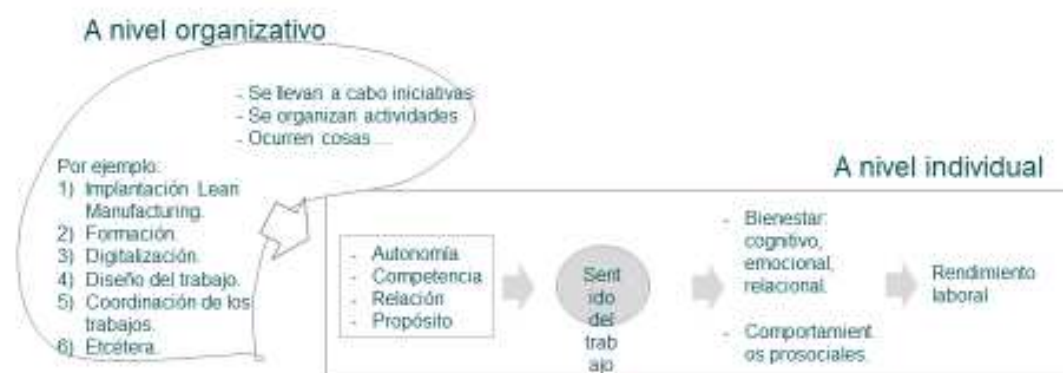 A nivel organizativo
- Se llevan a cabo iniciativas
- Se organizan actividades
- Ocurren cosas....
Por ejemplo:
1) Implantación Lean
Manufacturing.
2) Formación.
3) Digitalización.
4) Diseño del trabajo.
5) Coordinación de los
trabajos.
6) Etcétera.
A nivel individual
- Autonomía
- Competencia
- Relación
- Propósito
Sent
ido
del
trab
ajo
- Bienestar:
cognitivo,
emocional,
relacional.
- Comportamient
os prosociales.
Rendimiento
laboral